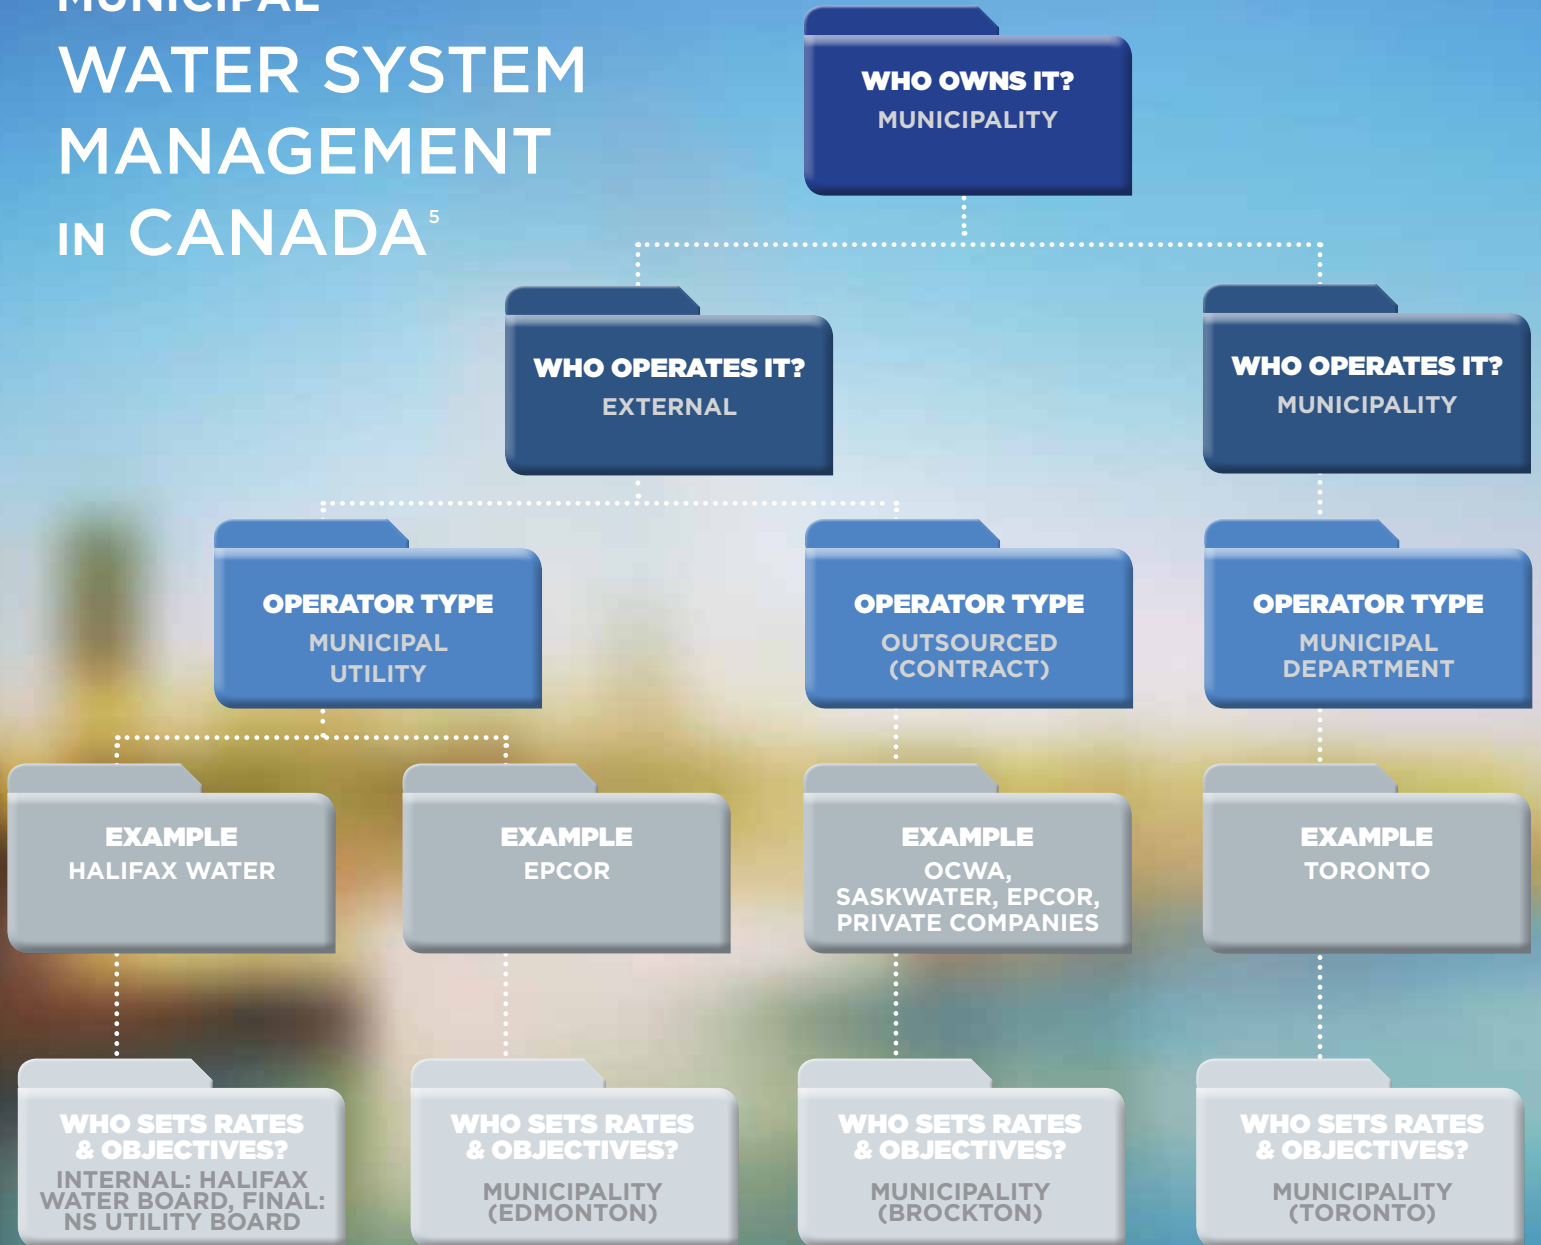 MUNICIPAL
WATER SYSTEM
MANAGEMENT
IN CANADA⁵
WHO OWNS IT?
MUNICIPALITY
WHO OPERATES IT?
EXTERNAL
WHO OPERATES IT?
MUNICIPALITY
OPERATOR TYPE
MUNICIPAL
UTILITY
OPERATOR TYPE
OUTSOURCED
(CONTRACT)
OPERATOR TYPE
MUNICIPAL
DEPARTMENT
EXAMPLE
HALIFAX WATER
EXAMPLE
EPCOR
EXAMPLE
OCWA,
SASKWATER, EPCOR,
PRIVATE COMPANIES
EXAMPLE
TORONTO
WHO SETS RATES
& OBJECTIVES?
INTERNAL: HALIFAX
WATER BOARD, FINAL:
NS UTILITY BOARD
WHO SETS RATES
& OBJECTIVES?
MUNICIPALITY
(EDMONTON)
WHO SETS RATES
& OBJECTIVES?
MUNICIPALITY
(BROCKTON)
WHO SETS RATES
& OBJECTIVES?
MUNICIPALITY
(TORONTO)